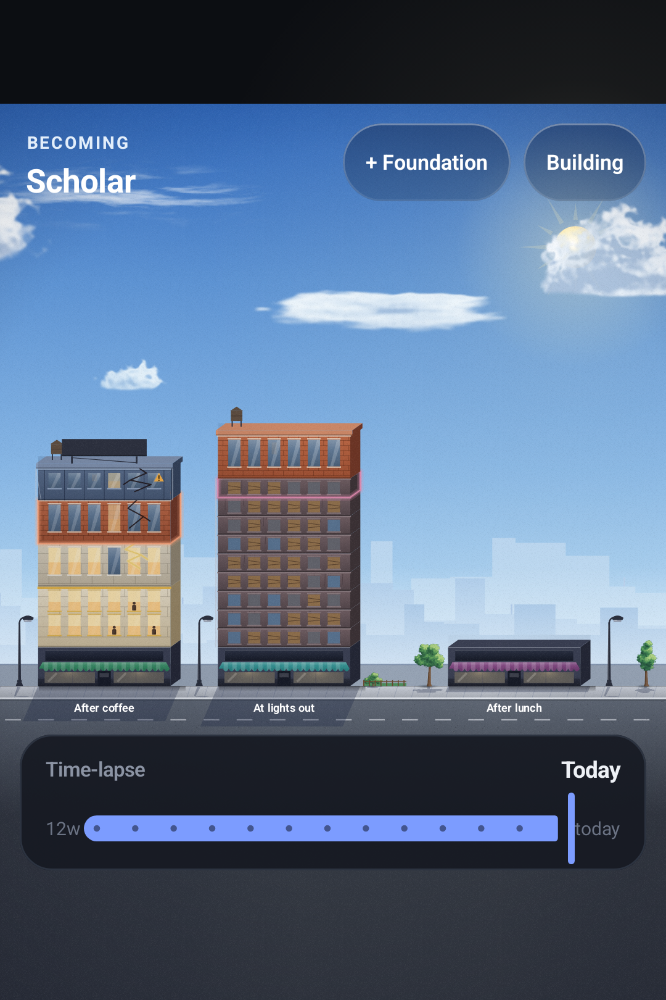 BECOMING
Scholar
+ Foundation
Building
After coffee
At lights out
After lunch
Time-lapse
Today
12w
today